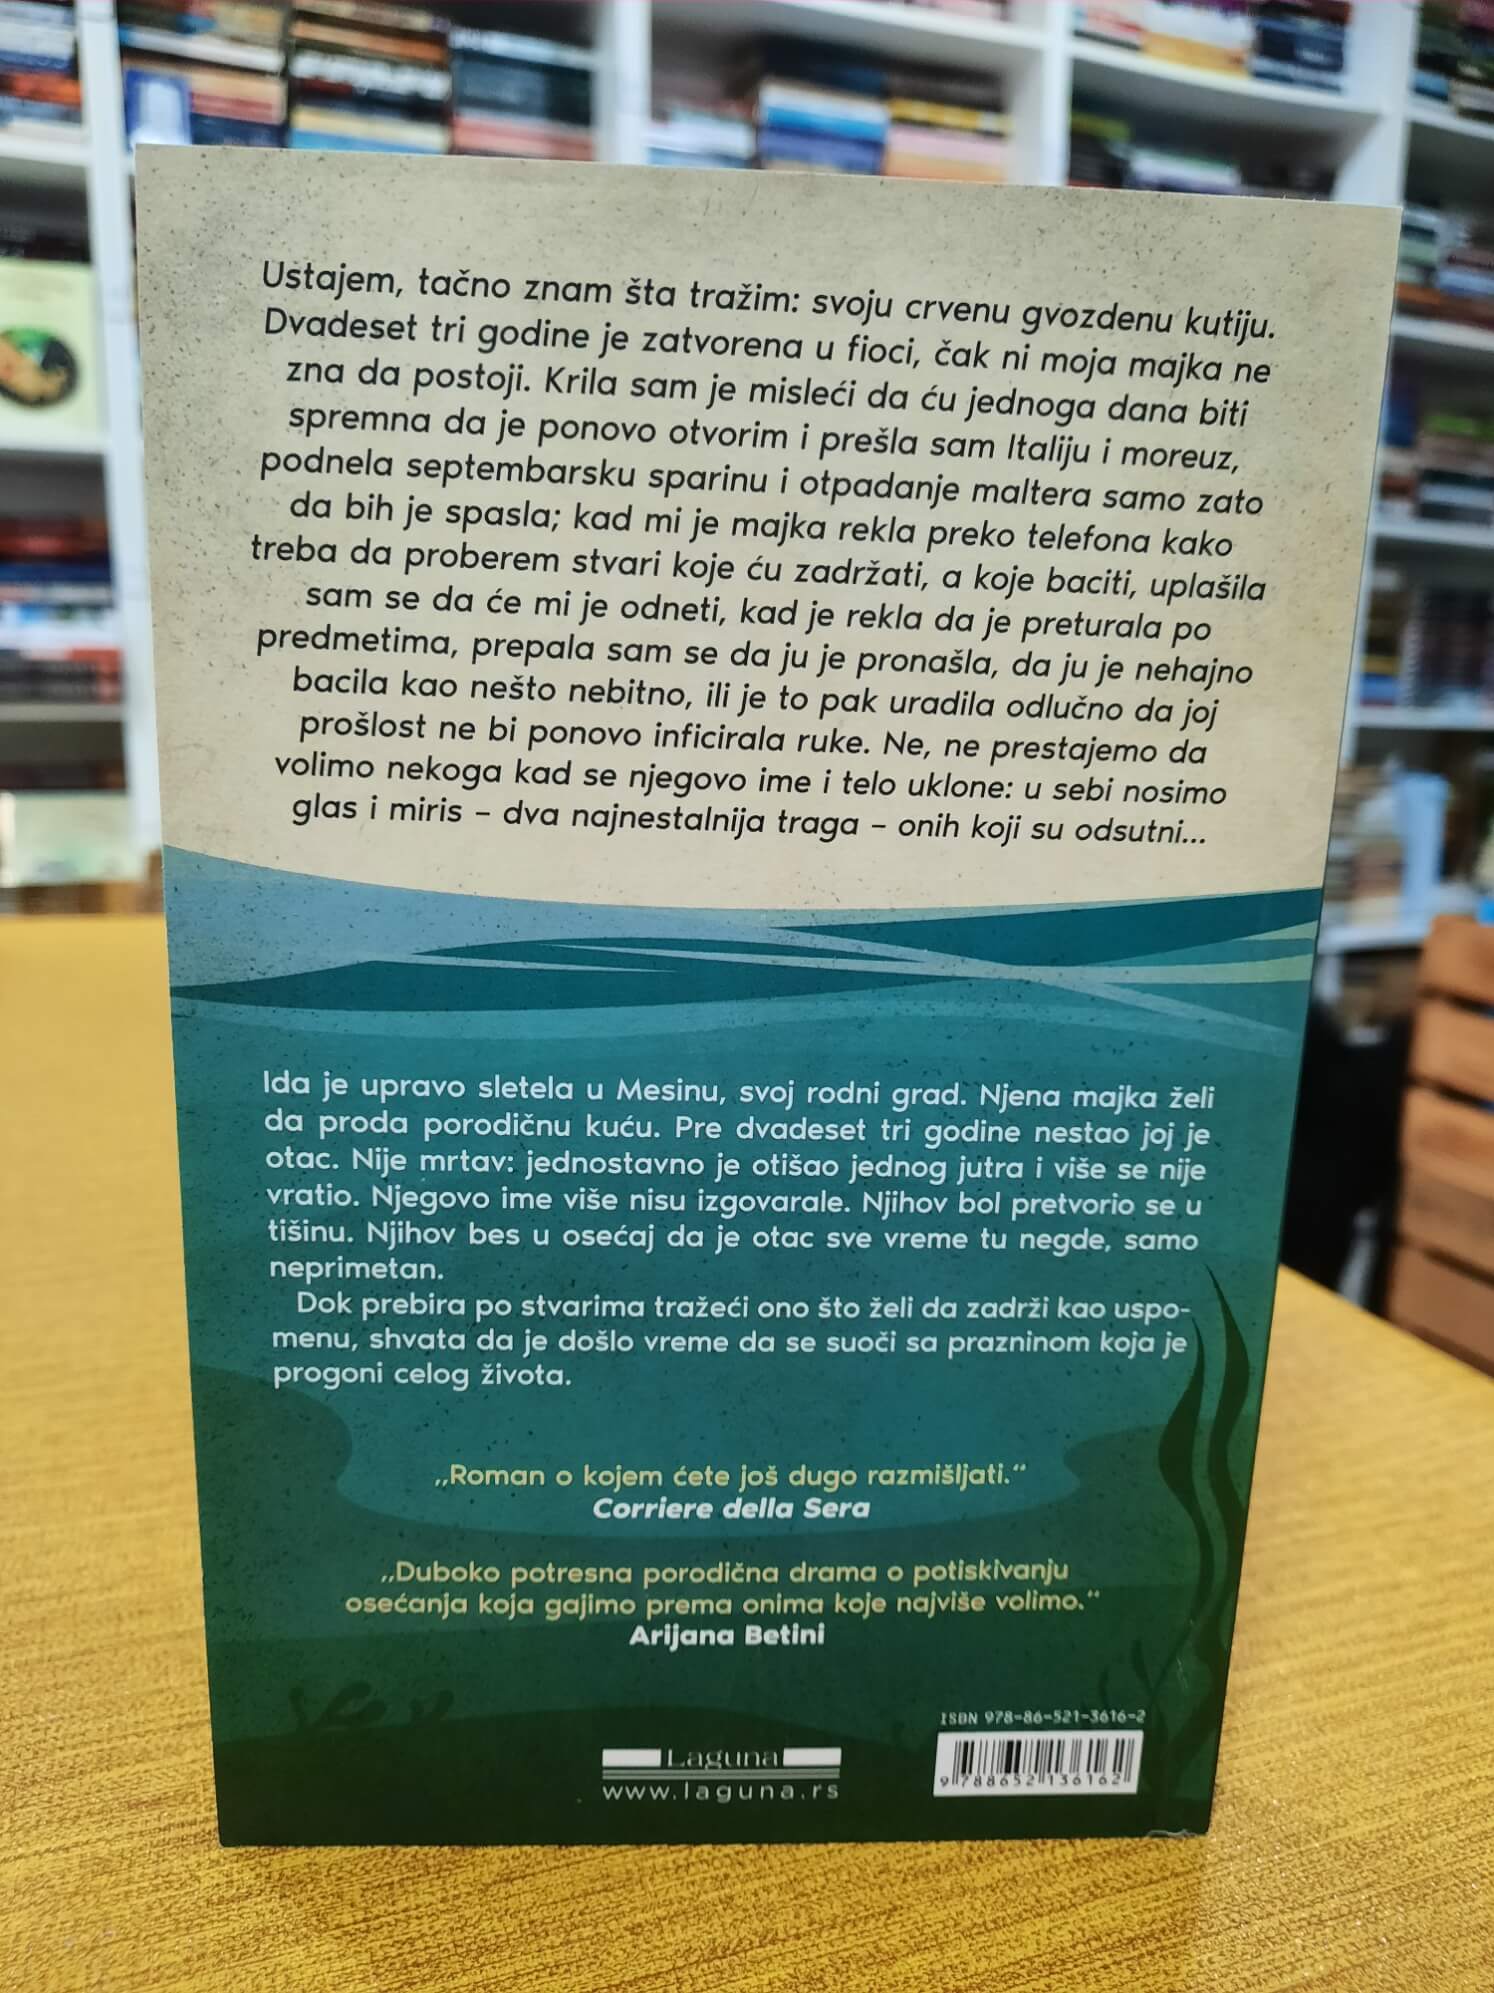 Ustajem, tačno znam šta tražim: svoju crvenu gvozdenu kutiju.
Dvadeset tri godine je zatvorena u fioci, čak ni moja majka ne
zna da postoji. Krila sam je misleći da ću jednoga dana biti
spremna da je ponovo otvorim i prešla sam Italiju i moreuz,
podnela septembarsku sparinu i otpadanje maltera samo zato
da bih je spasla; kad mi je majka rekla preko telefona kako
treba da proberem stvari koje ću zadržati, a koje baciti, uplašila
sam se da će mi je odneti, kad je rekla da je preturala po
predmetima, prepala sam se da ju je pronašla, da ju je nehajno
bacila kao nešto nebitno, ili je to pak uradila odlučno da joj
prošlost ne bi ponovo inficirala ruke. Ne, ne prestajemo da
volimo nekoga kad se njegovo ime i telo uklone: u sebi nosimo
glas i miris – dva najnestalnija traga – onih koji su odsutni...
Ida je upravo sletela u Mesinu, svoj rodni grad. Njena majka želi
da proda porodičnu kuću. Pre dvadeset tri godine nestao joj je
otac. Nije mrtav: jednostavno je otišao jednog jutra i više se nije
vratio. Njegovo ime više nisu izgovarale. Njihov bol pretvorio se u
tišinu. Njihov bes u osećaj da je otac sve vreme tu negde, samo
neprimetan.
Dok prebira po stvarima tražeći ono što želi da zadrži kao uspo-
menu, shvata da je došlo vreme da se suoči sa prazninom koja je
progoni celog života.
„Roman o kojem ćete još dugo razmišljati.“
Corriere della Sera
„Duboko potresna porodična drama o potiskivanju
osećanja koja gajimo prema onima koje najviše volimo.“
Arijana Betini
ISBN 978-86-521-3616-2
9 788652 136162
Laguna
www.laguna.rs